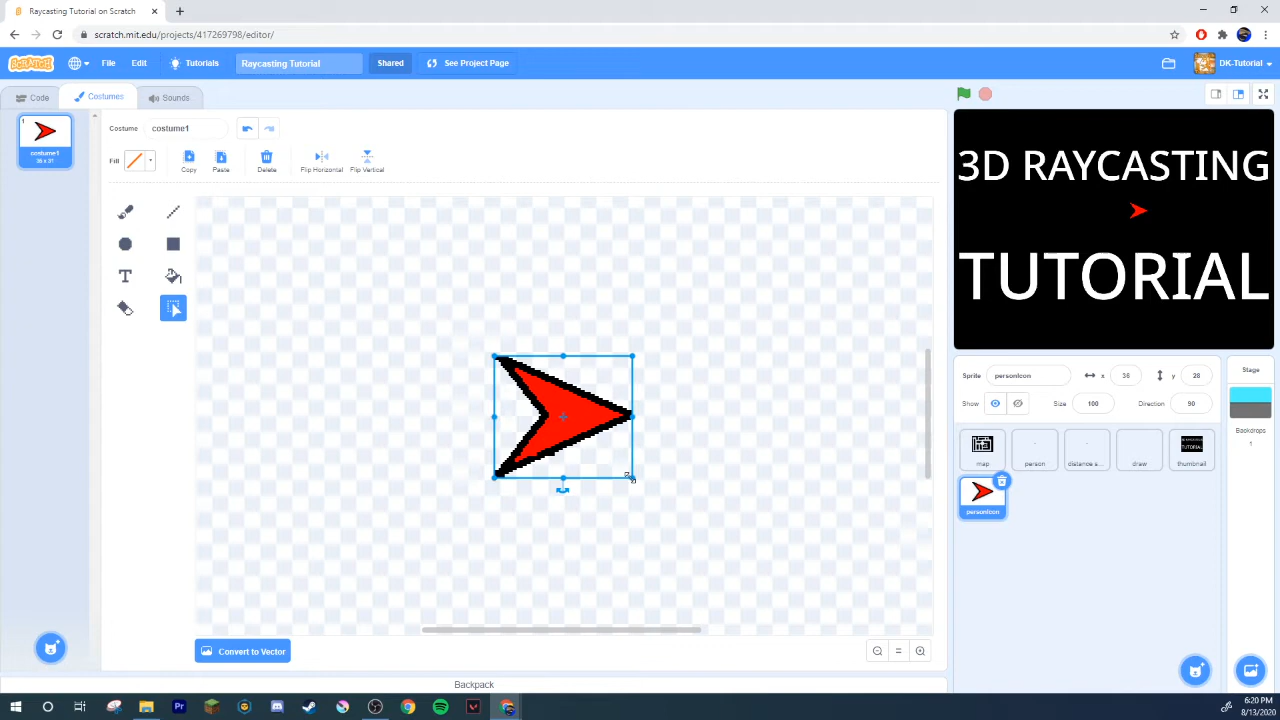 Raycasting Tutorial on Scratch
scratch.mit.edu/projects/417269798/editor/
SCRATCH File Edit Tutorials Raycasting Tutorial Shared See Project Page DK-Tutorial
Code Costumes Sounds
1
costume1
Costume costume1
Fill Copy Paste Delete Flip Horizontal Flip Vertical
T
3D RAYCASTING
TUTORIAL
Sprite personIcon x 36 y 28
Show Size 100 Direction 90
Stage
Backdrops
1
map person distance s... draw thumbnail
personIcon
Convert to Vector
Backpack
6:20 PM
8/13/2020